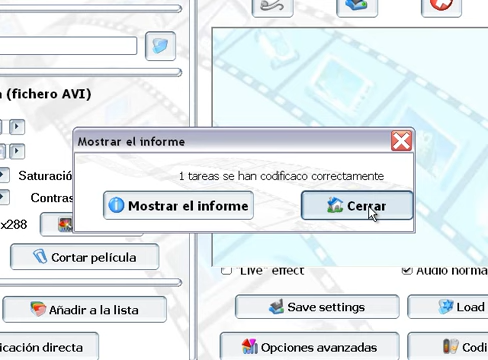 (fichero AVI)
Mostrar el informe
1 tareas se han codificaco correctamente
Saturació
Mostrar el informe
Cerrar
Contras
x288
Cortar película
"Live" effect
Audio norma
Añadir a la lista
Save settings
Load
icación directa
Opciones avanzadas
Codi